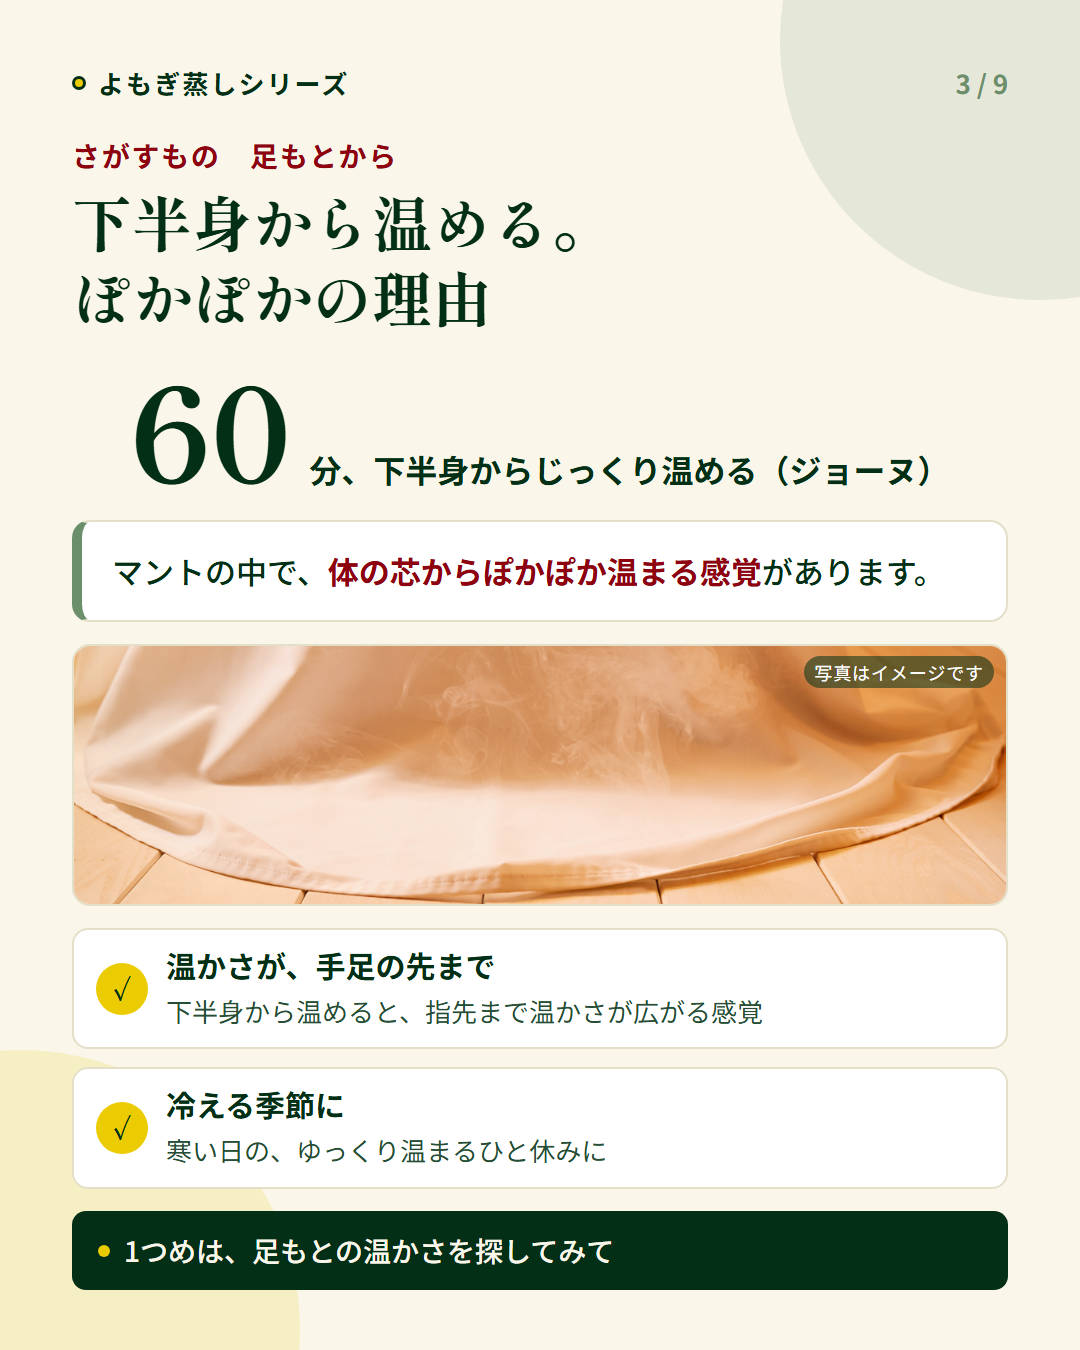 よもぎ蒸しシリーズ
3 / 9
さがすもの　足もとから
下半身から温める。
ぽかぽかの理由
60 分、下半身からじっくり温める（ジョーヌ）
マントの中で、体の芯からぽかぽか温まる感覚があります。
写真はイメージです
✓ 温かさが、手足の先まで
下半身から温めると、指先まで温かさが広がる感覚
✓ 冷える季節に
寒い日の、ゆっくり温まるひと休みに
1つめは、足もとの温かさを探してみて